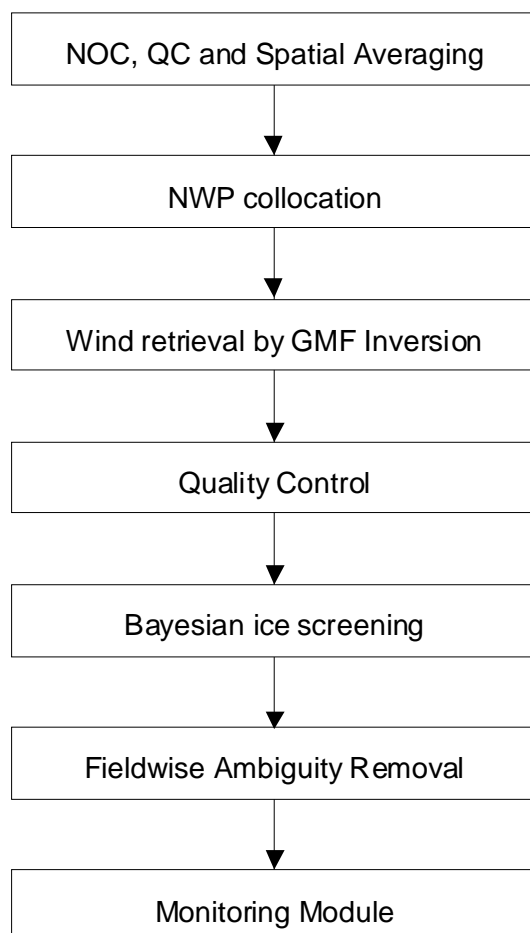 NOC, QC and Spatial Averaging
NWP collocation
Wind retrieval by GMF Inversion
Quality Control
Bayesian ice screening
Fieldwise Ambiguity Removal
Monitoring Module